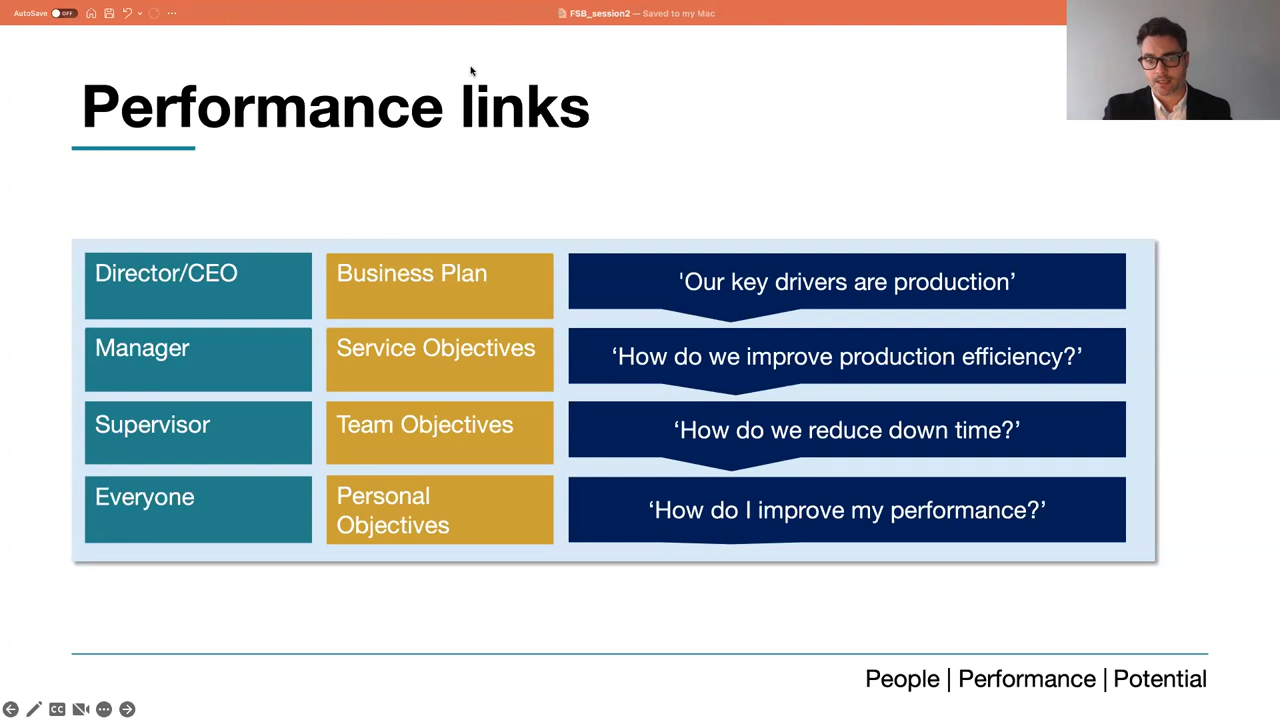 AutoSave OFF
FSB_session2 — Saved to my Mac
Performance links
Director/CEO
Business Plan
'Our key drivers are production’
Manager
Service Objectives
‘How do we improve production efficiency?’
Supervisor
Team Objectives
‘How do we reduce down time?’
Everyone
Personal
Objectives
‘How do I improve my performance?’
People | Performance | Potential
CC